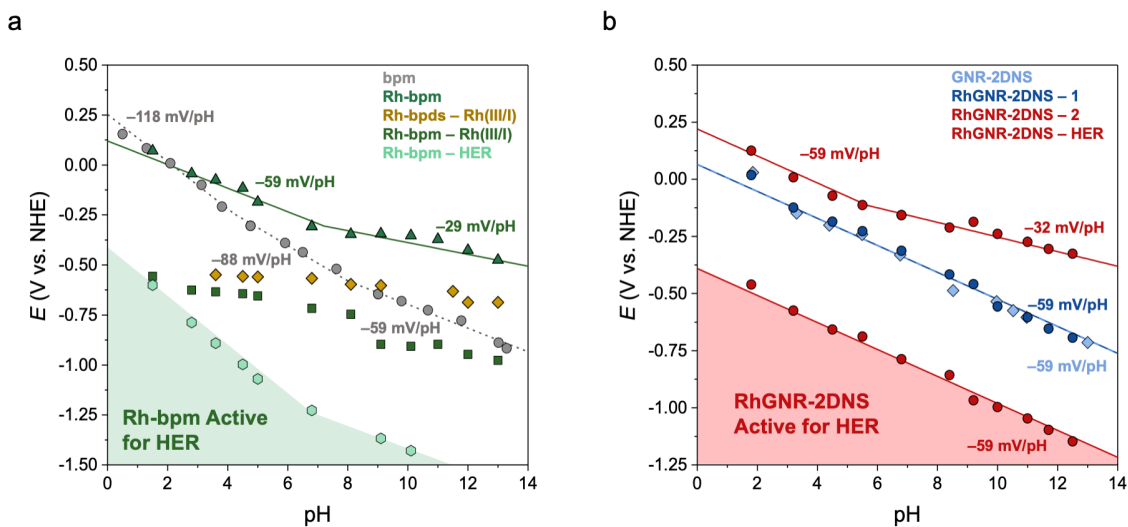 a
0.50
0.25
0.00
-0.25
-0.50
-0.75
-1.00
-1.25
-1.50
E (V vs. NHE)
0 2 4 6 8 10 12 14
pH
bpm
Rh-bpm
Rh-bpds – Rh(III/I)
Rh-bpm – Rh(III/I)
Rh-bpm – HER
–118 mV/pH
–59 mV/pH
–29 mV/pH
–88 mV/pH
–59 mV/pH
Rh-bpm Active
for HER
b
0.50
0.25
0.00
-0.25
-0.50
-0.75
-1.00
-1.25
E (V vs. NHE)
0 2 4 6 8 10 12 14
pH
GNR-2DNS
RhGNR-2DNS – 1
RhGNR-2DNS – 2
RhGNR-2DNS – HER
–59 mV/pH
–32 mV/pH
–59 mV/pH
–59 mV/pH
RhGNR-2DNS
Active for HER
–59 mV/pH